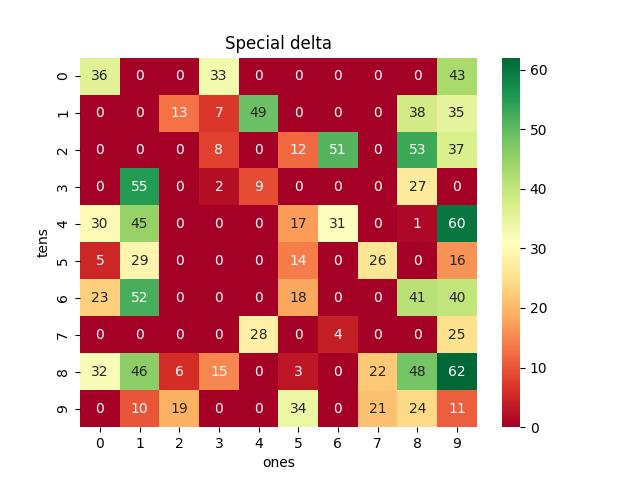 Special delta
0 36 0 0 33 0 0 0 0 0 43
1 0 0 13 7 49 0 0 0 38 35
2 0 0 0 8 0 12 51 0 53 37
3 0 55 0 2 9 0 0 0 27 0
4 30 45 0 0 0 17 31 0 1 60
5 5 29 0 0 0 14 0 26 0 16
6 23 52 0 0 0 18 0 0 41 40
7 0 0 0 0 28 0 4 0 0 25
8 32 46 6 15 0 3 0 22 48 62
9 0 10 19 0 0 34 0 21 24 11
0 1 2 3 4 5 6 7 8 9
ones
tens
60
50
40
30
20
10
0